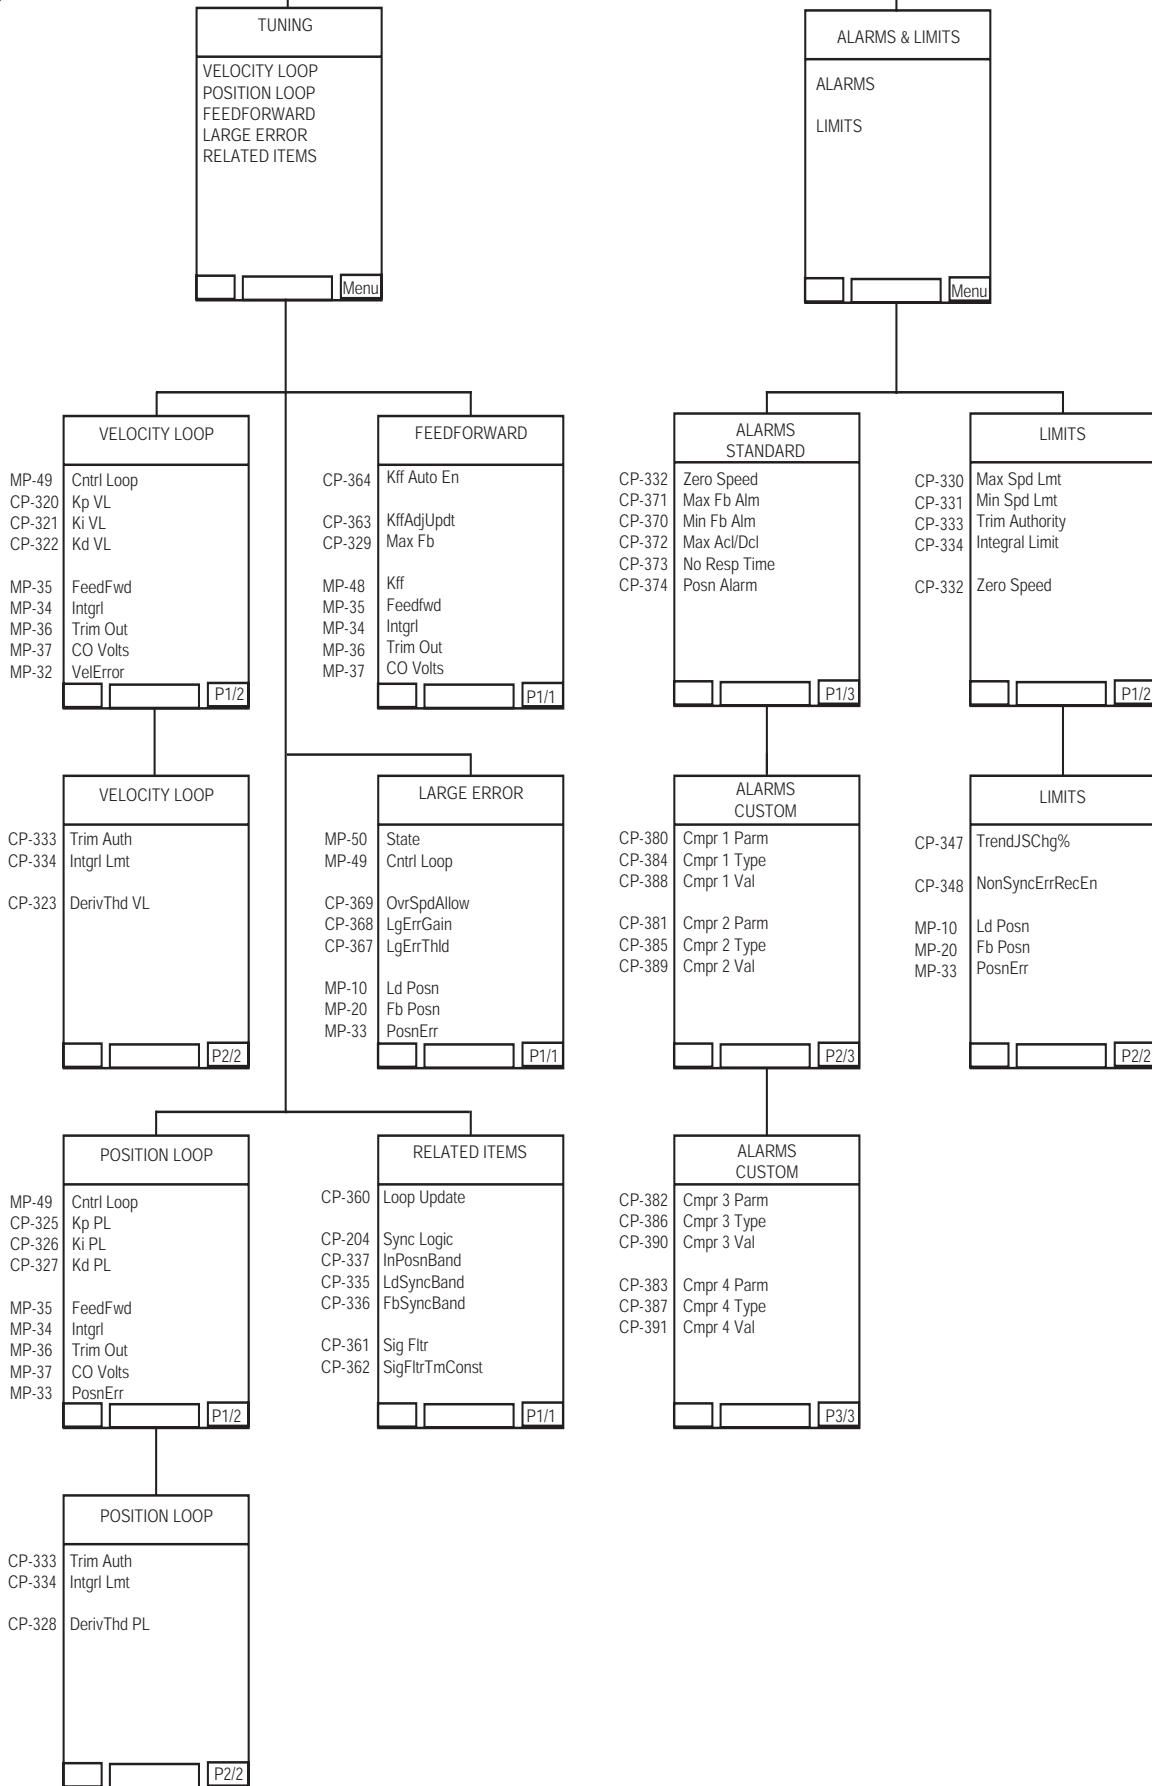 TUNING
VELOCITY LOOP
POSITION LOOP
FEEDFORWARD
LARGE ERROR
RELATED ITEMS
Menu
ALARMS & LIMITS
ALARMS
LIMITS
Menu
VELOCITY LOOP
MP-49 Cntrl Loop
CP-320 Kp VL
CP-321 Ki VL
CP-322 Kd VL
MP-35 FeedFwd
MP-34 Intgrl
MP-36 Trim Out
MP-37 CO Volts
MP-32 VelError
P1/2
FEEDFORWARD
CP-364 Kff Auto En
CP-363 KffAdjUpdt
CP-329 Max Fb
MP-48 Kff
MP-35 Feedfwd
MP-34 Intgrl
MP-36 Trim Out
MP-37 CO Volts
P1/1
ALARMS
STANDARD
CP-332 Zero Speed
CP-371 Max Fb Alm
CP-370 Min Fb Alm
CP-372 Max Acl/Dcl
CP-373 No Resp Time
CP-374 Posn Alarm
P1/3
LIMITS
CP-330 Max Spd Lmt
CP-331 Min Spd Lmt
CP-333 Trim Authority
CP-334 Integral Limit
CP-332 Zero Speed
P1/2
VELOCITY LOOP
CP-333 Trim Auth
CP-334 Intgrl Lmt
CP-323 DerivThd VL
P2/2
LARGE ERROR
MP-50 State
MP-49 Cntrl Loop
CP-369 OvrSpdAllow
CP-368 LgErrGain
CP-367 LgErrThld
MP-10 Ld Posn
MP-20 Fb Posn
MP-33 PosnErr
P1/1
ALARMS
CUSTOM
CP-380 Cmpr 1 Parm
CP-384 Cmpr 1 Type
CP-388 Cmpr 1 Val
CP-381 Cmpr 2 Parm
CP-385 Cmpr 2 Type
CP-389 Cmpr 2 Val
P2/3
LIMITS
CP-347 TrendJSChg%
CP-348 NonSyncErrRecEn
MP-10 Ld Posn
MP-20 Fb Posn
MP-33 PosnErr
P2/2
POSITION LOOP
MP-49 Cntrl Loop
CP-325 Kp PL
CP-326 Ki PL
CP-327 Kd PL
MP-35 FeedFwd
MP-34 Intgrl
MP-36 Trim Out
MP-37 CO Volts
MP-33 PosnErr
P1/2
RELATED ITEMS
CP-360 Loop Update
CP-204 Sync Logic
CP-337 InPosnBand
CP-335 LdSyncBand
CP-336 FbSyncBand
CP-361 Sig Fltr
CP-362 SigFltrTmConst
P1/1
ALARMS
CUSTOM
CP-382 Cmpr 3 Parm
CP-386 Cmpr 3 Type
CP-390 Cmpr 3 Val
CP-383 Cmpr 4 Parm
CP-387 Cmpr 4 Type
CP-391 Cmpr 4 Val
P3/3
POSITION LOOP
CP-333 Trim Auth
CP-334 Intgrl Lmt
CP-328 DerivThd PL
P2/2